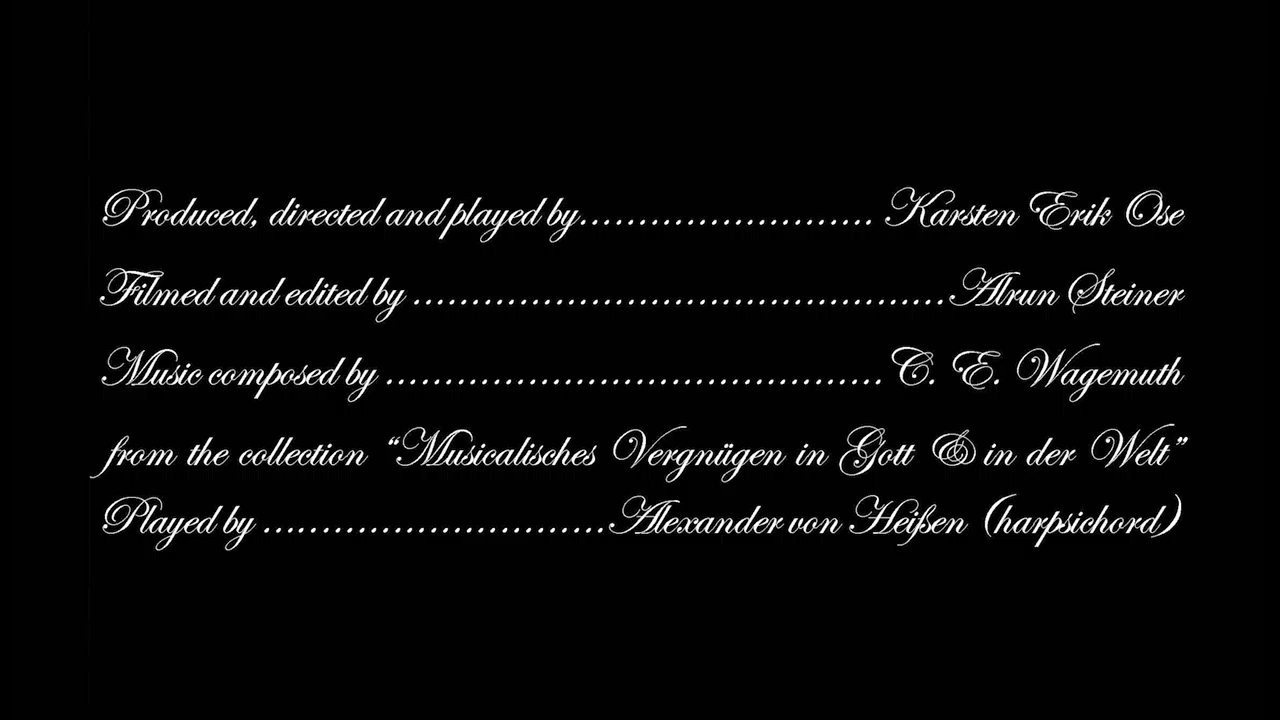 Produced, directed and played by........................ Karsten Erik Ose
Filmed and edited by ............................................Alrun Steiner
Music composed by .........................................C. E. Wagemuth
from the collection “Musicalisches Vergnügen in Gott & in der Welt”
Played by ............................Alexander von Heißen (harpsichord)